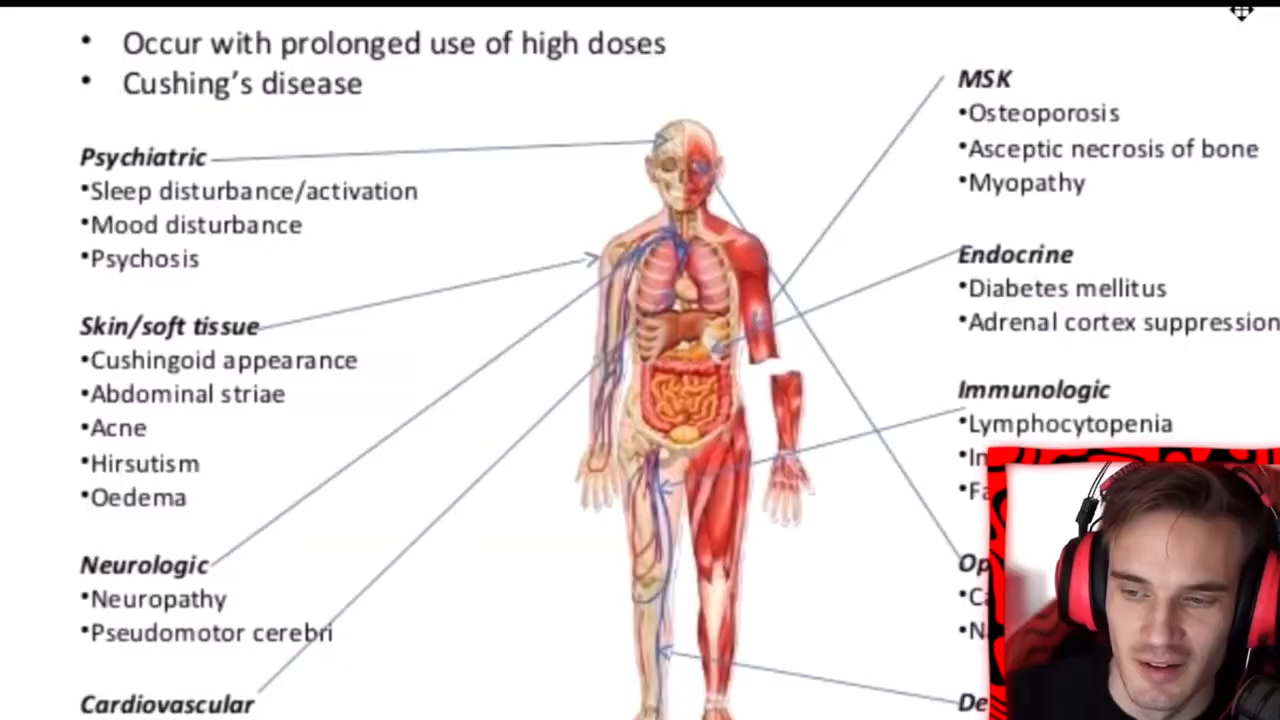 • Occur with prolonged use of high doses
• Cushing's disease
Psychiatric
•Sleep disturbance/activation
•Mood disturbance
•Psychosis
Skin/soft tissue
•Cushingoid appearance
•Abdominal striae
•Acne
•Hirsutism
•Oedema
Neurologic
•Neuropathy
•Pseudomotor cerebri
Cardiovascular
MSK
•Osteoporosis
•Asceptic necrosis of bone
•Myopathy
Endocrine
•Diabetes mellitus
•Adrenal cortex suppression
Immunologic
•Lymphocytopenia